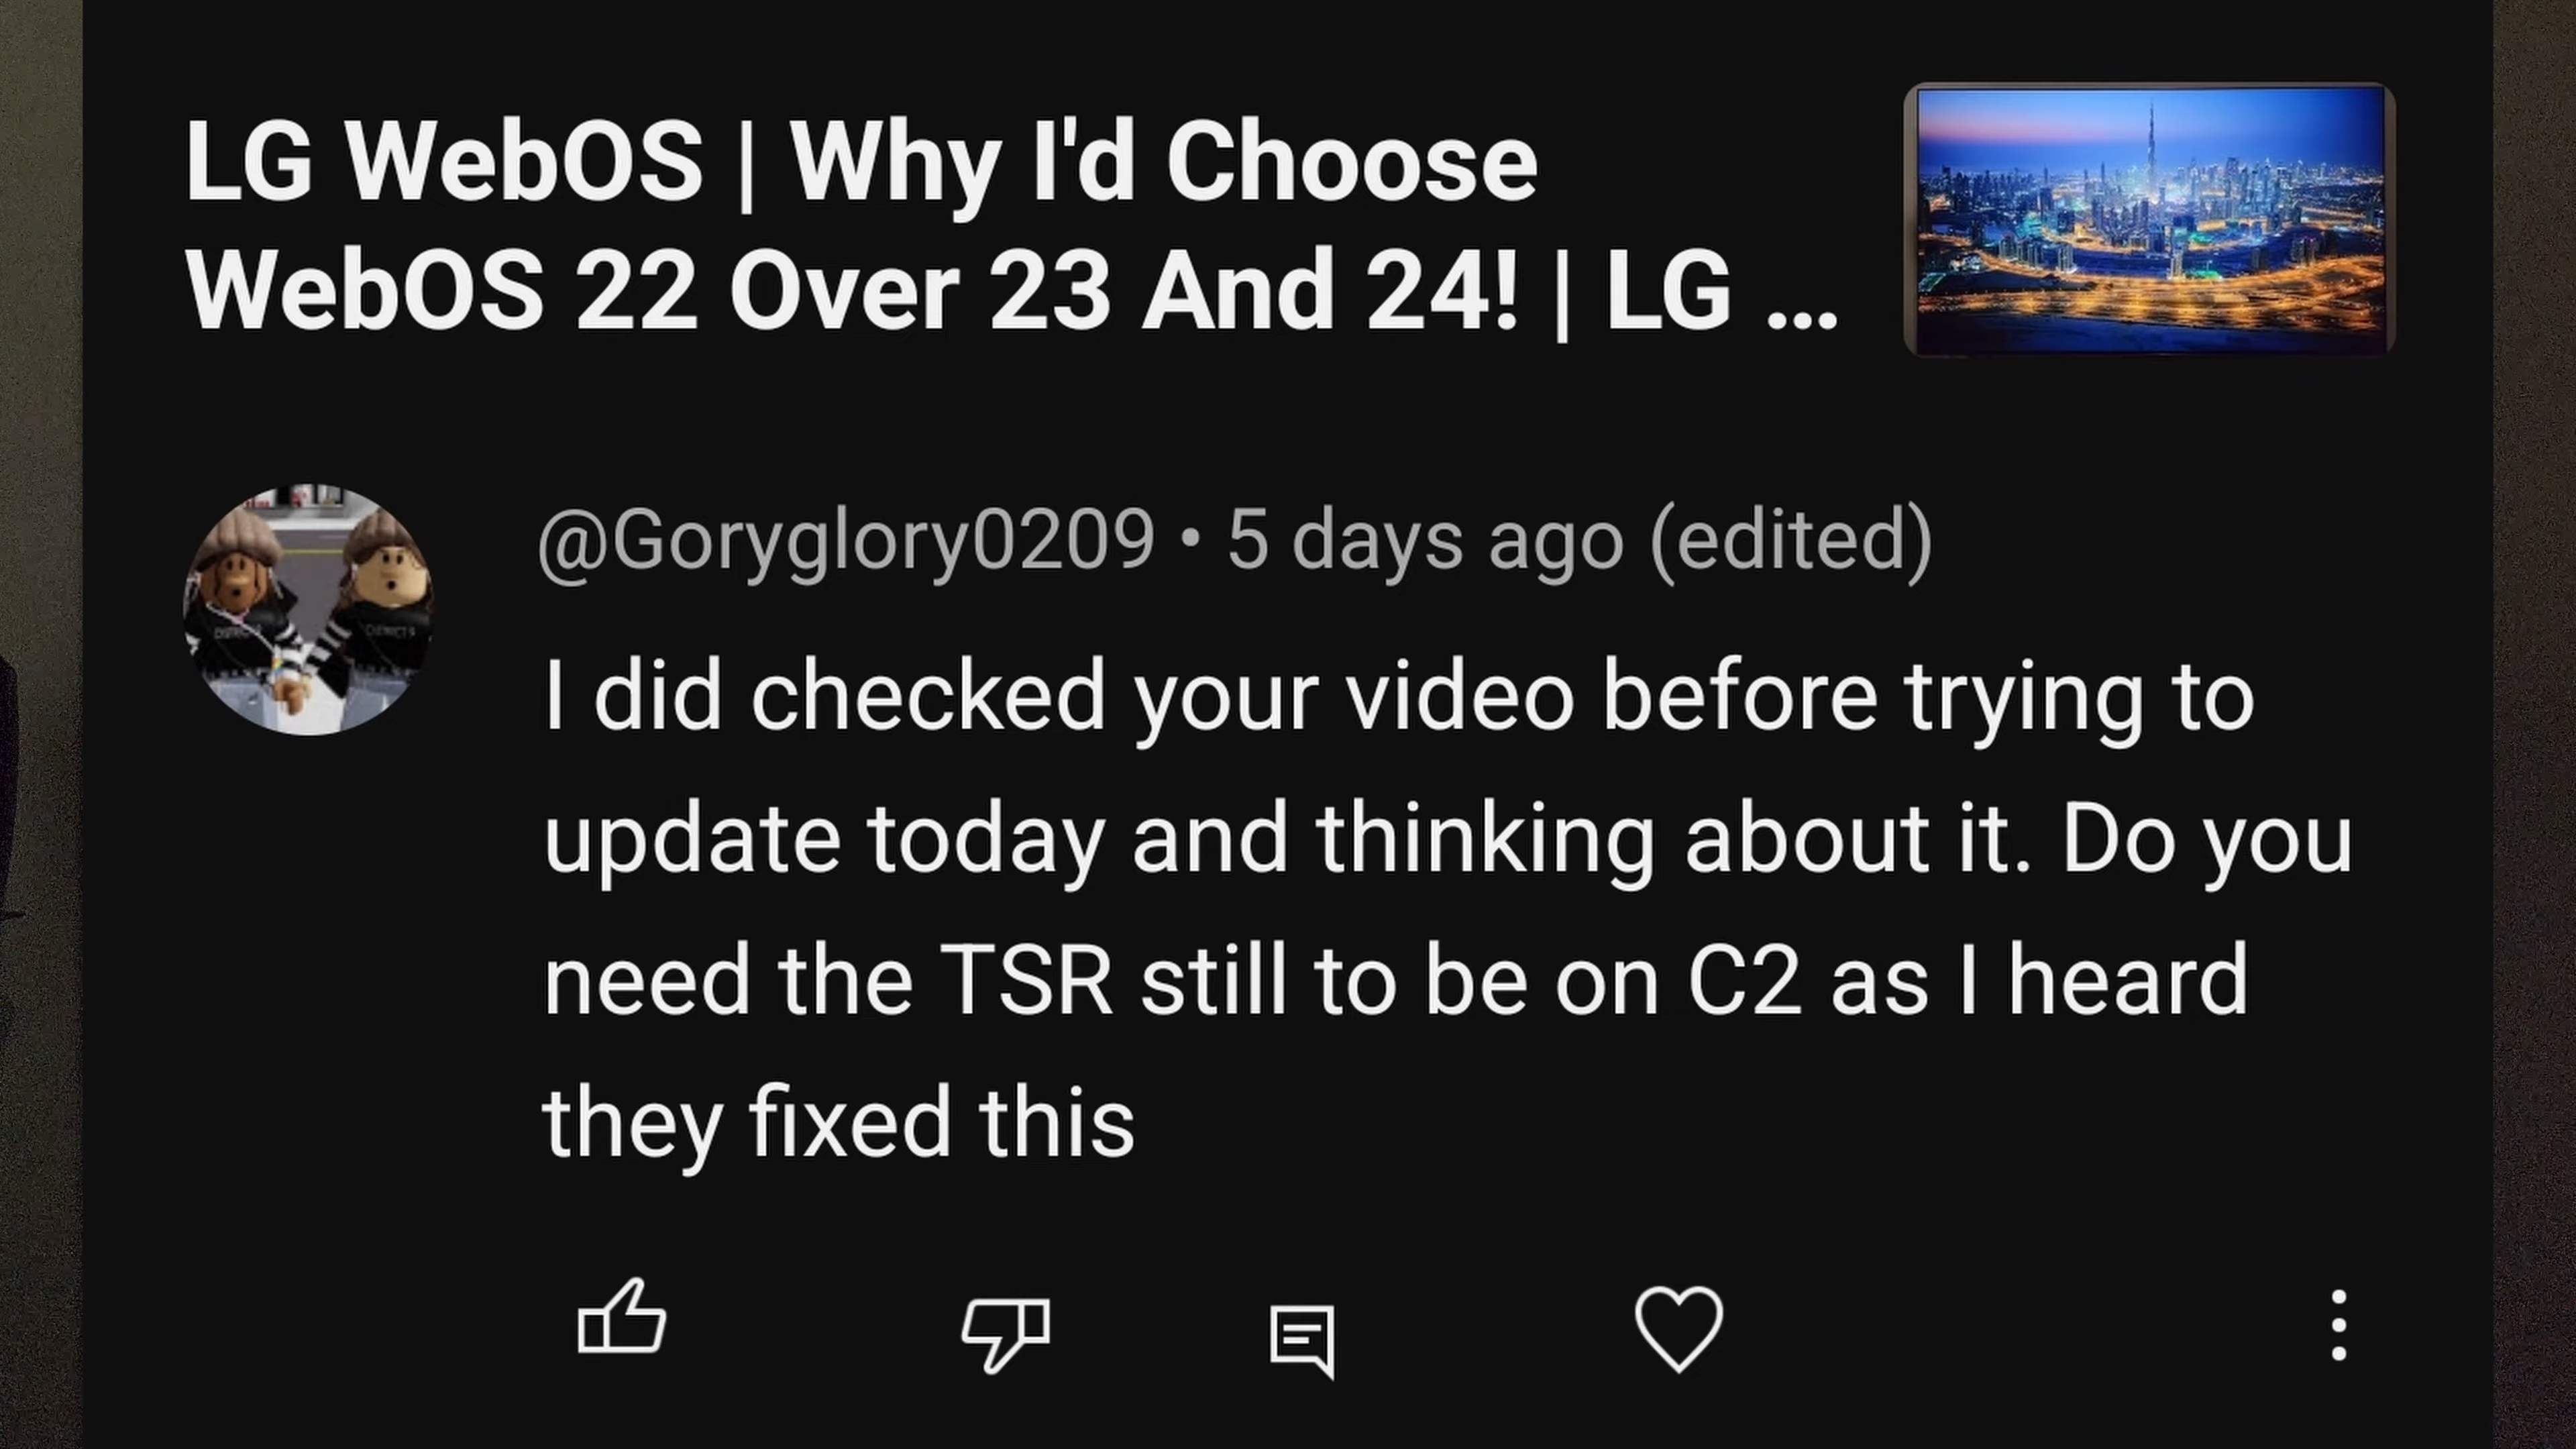 LG WebOS | Why I'd Choose
WebOS 22 Over 23 And 24! | LG ...
@Goryglory0209 • 5 days ago (edited)
I did checked your video before trying to
update today and thinking about it. Do you
need the TSR still to be on C2 as I heard
they fixed this